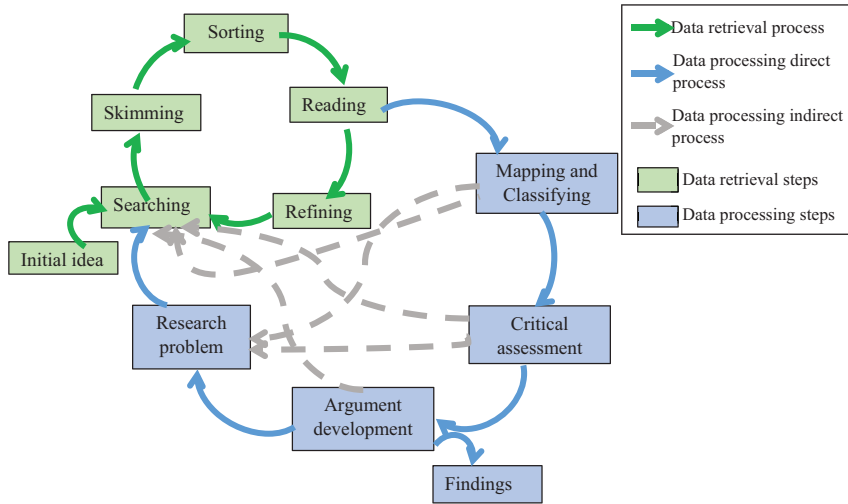 Sorting
Reading
Skimming
Searching
Refining
Initial idea
Mapping and
Classifying
Research
problem
Critical
assessment
Argument
development
Findings
Data retrieval process
Data processing direct
process
Data processing indirect
process
Data retrieval steps
Data processing steps